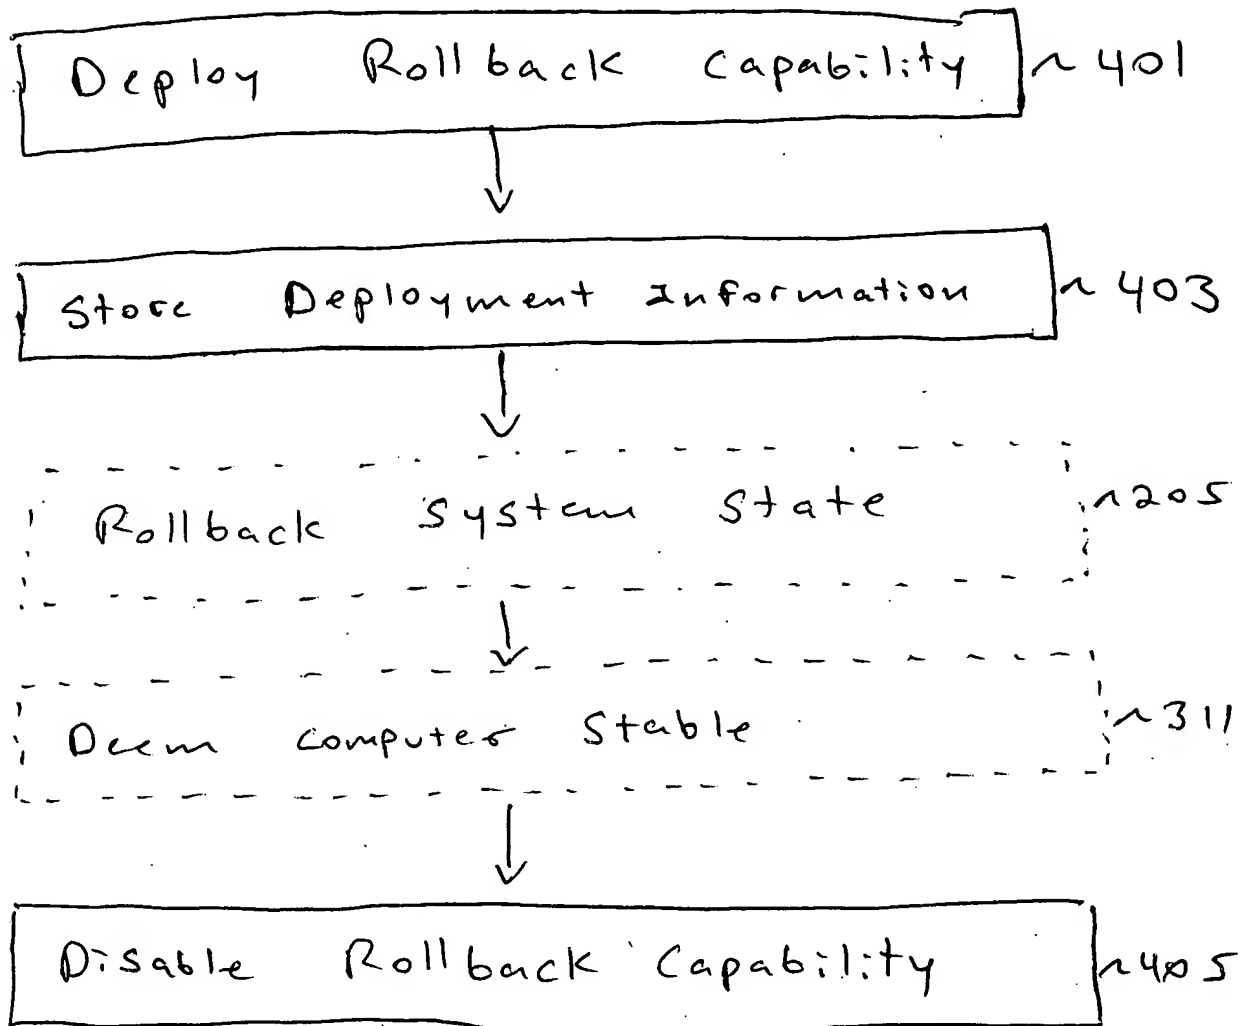 Deploy Rollback Capability ~401
Store Deployment Information ~403
Rollback System State ~205
Deem Computer Stable ~311
Disable Rollback Capability ~405